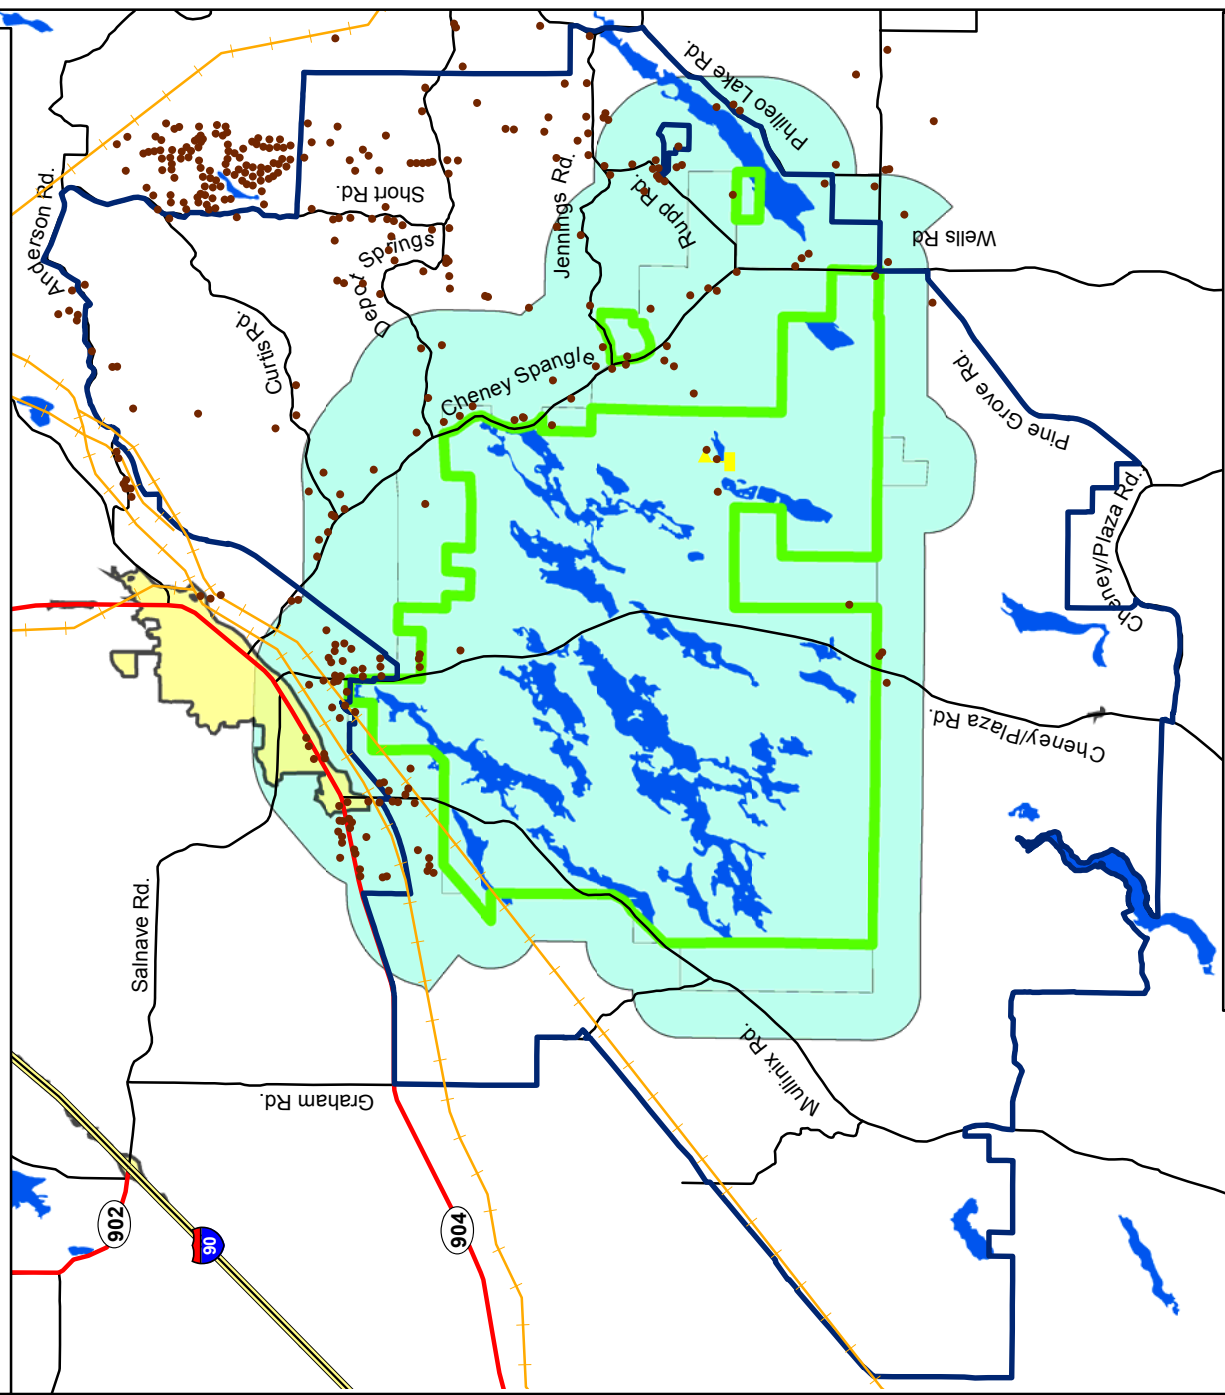 Philleo Lake Rd.
Anderson Rd.
Short Rd.
Jennings Rd.
Rupp Rd.
Wells Rd
Depot Springs
Curtis Rd.
Cheney Spangle
Pine Grove Rd.
Cheney/Plaza Rd.
Cheney/Plaza Rd.
Salnave Rd.
Mullinix Rd.
Graham Rd.
902
904
90